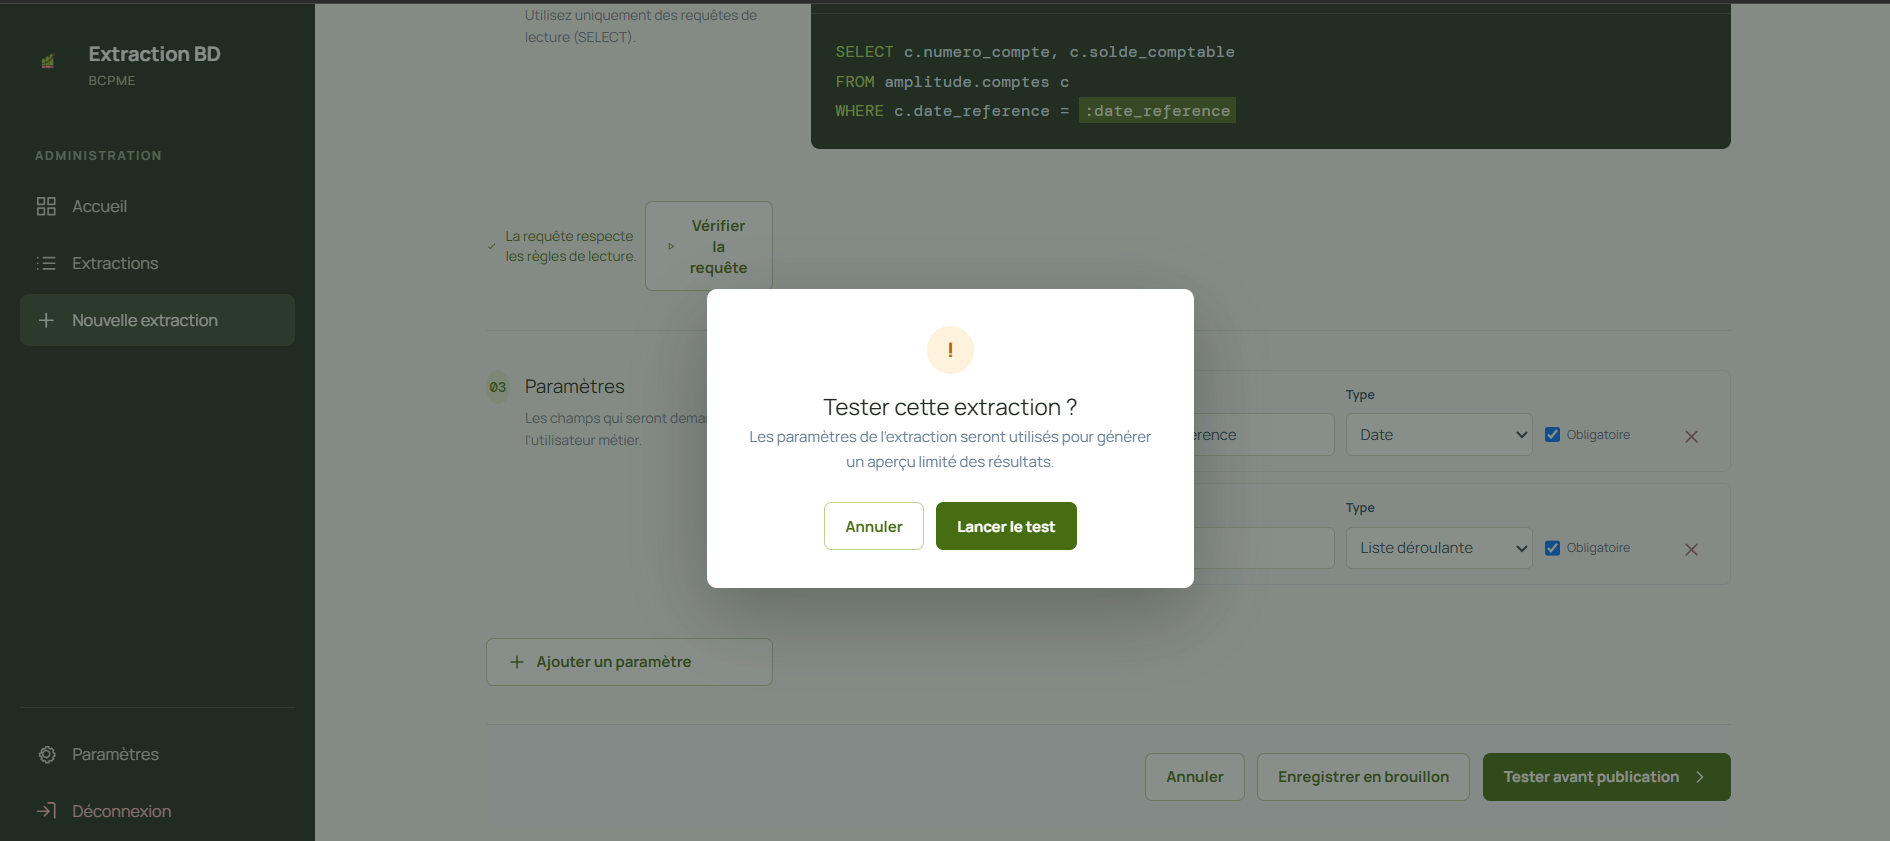 Extraction BD
BCPME
ADMINISTRATION
Accueil
Extractions
Nouvelle extraction
Paramètres
Déconnexion
Utilisez uniquement des requêtes de
lecture (SELECT).
SELECT c.numero_compte, c.solde_comptable
FROM amplitude.comptes c
WHERE c.date_reference = :date_reference
La requête respecte
les règles de lecture.
Vérifier
la
requête
03
Paramètres
Les champs qui seront
l'utilisateur métier.
Type
Date
Obligatoire
Type
Liste déroulante
Obligatoire
!
Tester cette extraction ?
Les paramètres de l'extraction seront utilisés pour générer
un aperçu limité des résultats.
Annuler
Lancer le test
Ajouter un paramètre
Annuler
Enregistrer en brouillon
Tester avant publication